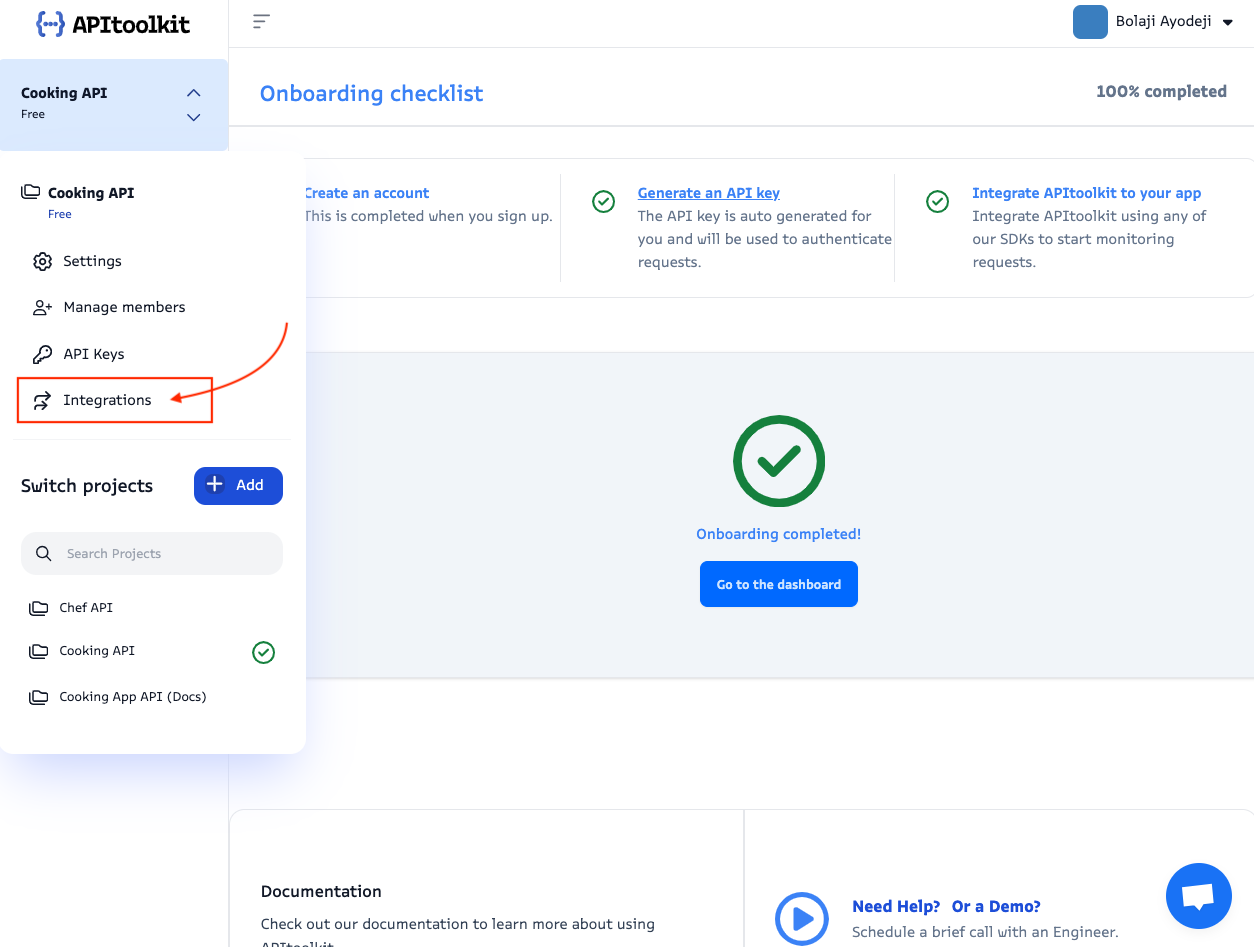 APItoolkit
Bolaji Ayodeji
Cooking API
Free
Onboarding checklist
100% completed
Cooking API
Free
Settings
Manage members
API Keys
Integrations
Switch projects
Add
Search Projects
Chef API
Cooking API
Cooking App API (Docs)
Create an account
This is completed when you sign up.
Generate an API key
The API key is auto generated for
you and will be used to authenticate
requests.
Integrate APItoolkit to your app
Integrate APItoolkit using any of
our SDKs to start monitoring
requests.
Onboarding completed!
Go to the dashboard
Documentation
Check out our documentation to learn more about using
APItoolkit
Need Help? Or a Demo?
Schedule a brief call with an Engineer.